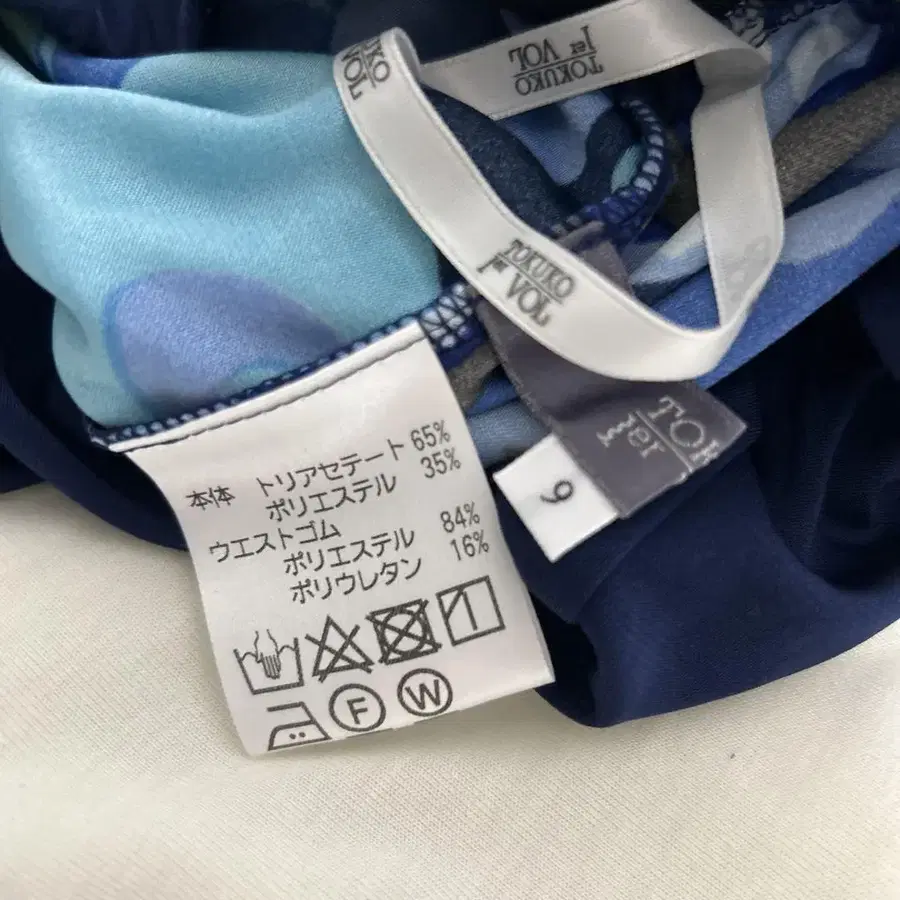 TOKUKO
1er VOL
TOKUKO
1er VOL
TOKUKO
1er VOL
9
本体 トリアセテート 65%
ポリエステル 35%
ウエストゴム
ポリエステル 84%
ポリウレタン 16%
F W